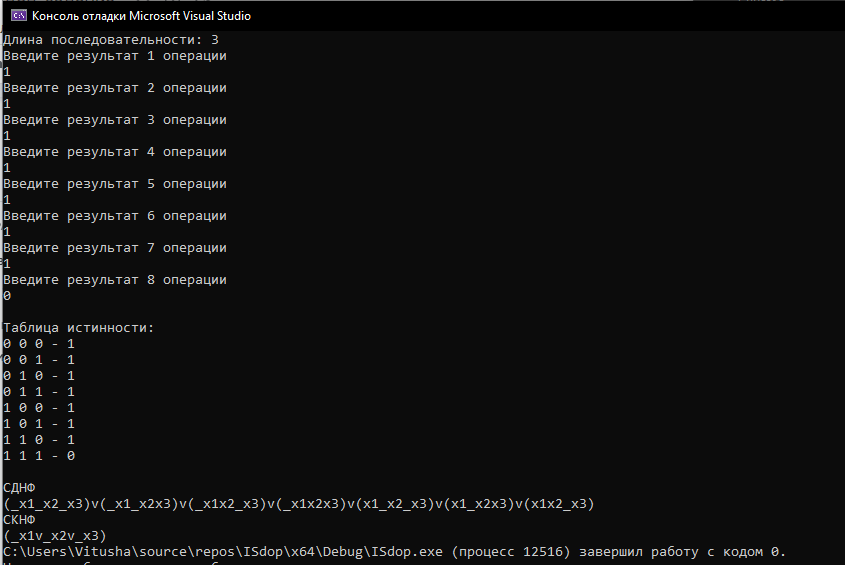 Консоль отладки Microsoft Visual Studio
Длина последовательности: 3
Введите результат 1 операции
1
Введите результат 2 операции
1
Введите результат 3 операции
1
Введите результат 4 операции
1
Введите результат 5 операции
1
Введите результат 6 операции
1
Введите результат 7 операции
1
Введите результат 8 операции
0
Таблица истинности:
0 0 0 - 1
0 0 1 - 1
0 1 0 - 1
0 1 1 - 1
1 0 0 - 1
1 0 1 - 1
1 1 0 - 1
1 1 1 - 0
СДНФ
(_x1_x2_x3)v(_x1_x2x3)v(_x1x2_x3)v(_x1x2x3)v(x1_x2_x3)v(x1_x2x3)v(x1x2_x3)
СКНФ
(_x1v_x2v_x3)
C:\Users\Vitusha\source\repos\ISdop\x64\Debug\ISdop.exe (процесс 12516) завершил работу с кодом 0.